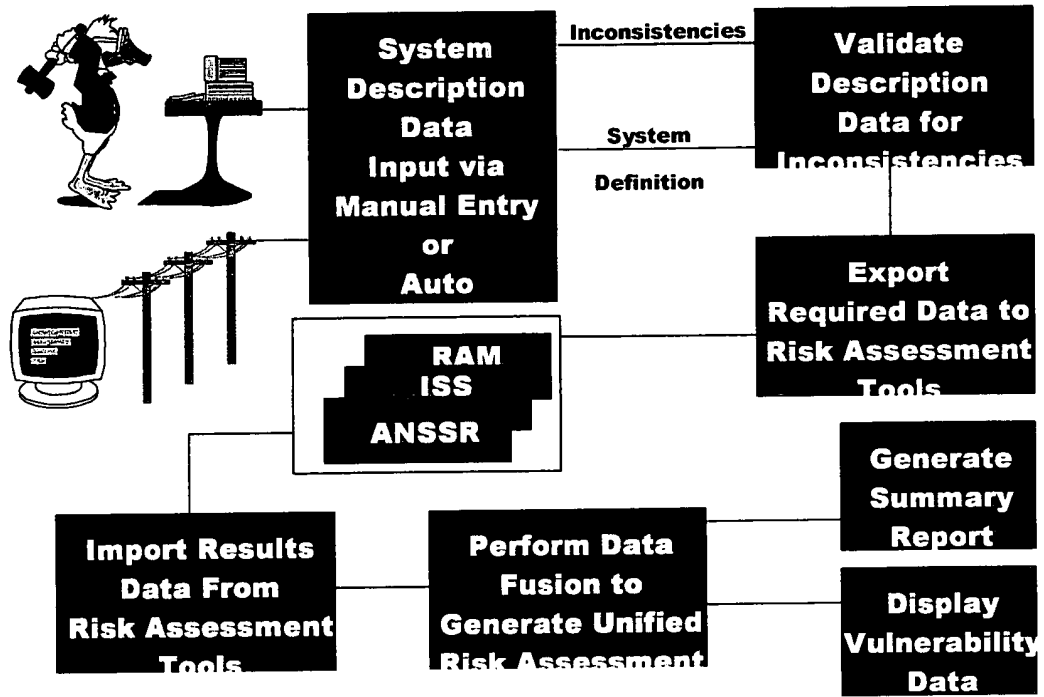 System
Description
Data
Input via
Manual Entry
or
Auto
Inconsistencies
System
Definition
Validate
Description
Data for
Inconsistencies
Export
Required Data to
Risk Assessment
Tools
RAM
ISS
ANSSR
Import Results
Data From
Risk Assessment
Tools
Perform Data
Fusion to
Generate Unified
Risk Assessment
Generate
Summary
Report
Display
Vulnerability
Data